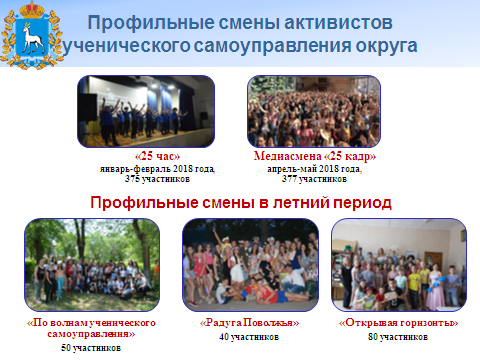 Профильные смены активистов
ученического самоуправления округа
«25 час»
январь-февраль 2018 года,
375 участников
Медиасмена «25 кадр»
апрель-май 2018 года,
377 участников
Профильные смены в летний период
«По волнам ученического
самоуправления»
50 участников
«Радуга Поволжья»
40 участников
«Открывая горизонты»
80 участников